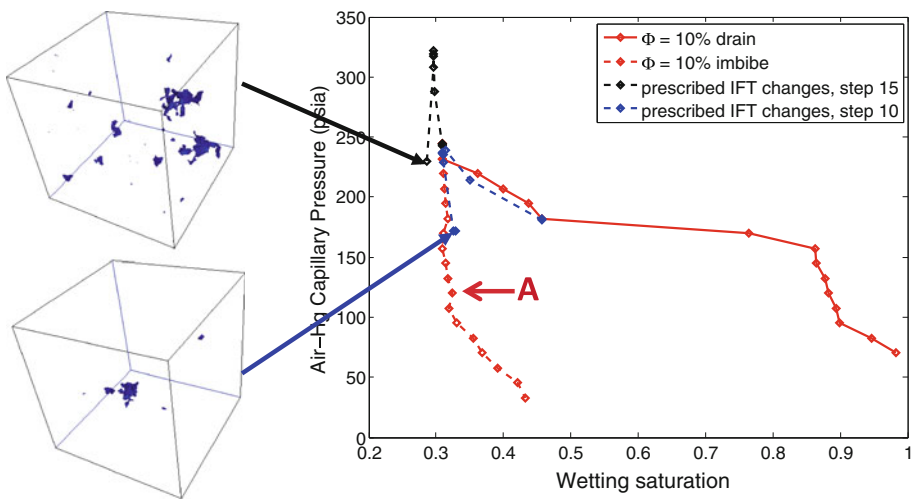 350
300
250
200
150
100
50
0
Air–Hg Capillary Pressure (psia)
Φ = 10% drain
Φ = 10% imbibe
prescribed IFT changes, step 15
prescribed IFT changes, step 10
A
0.2 0.3 0.4 0.5 0.6 0.7 0.8 0.9 1
Wetting saturation